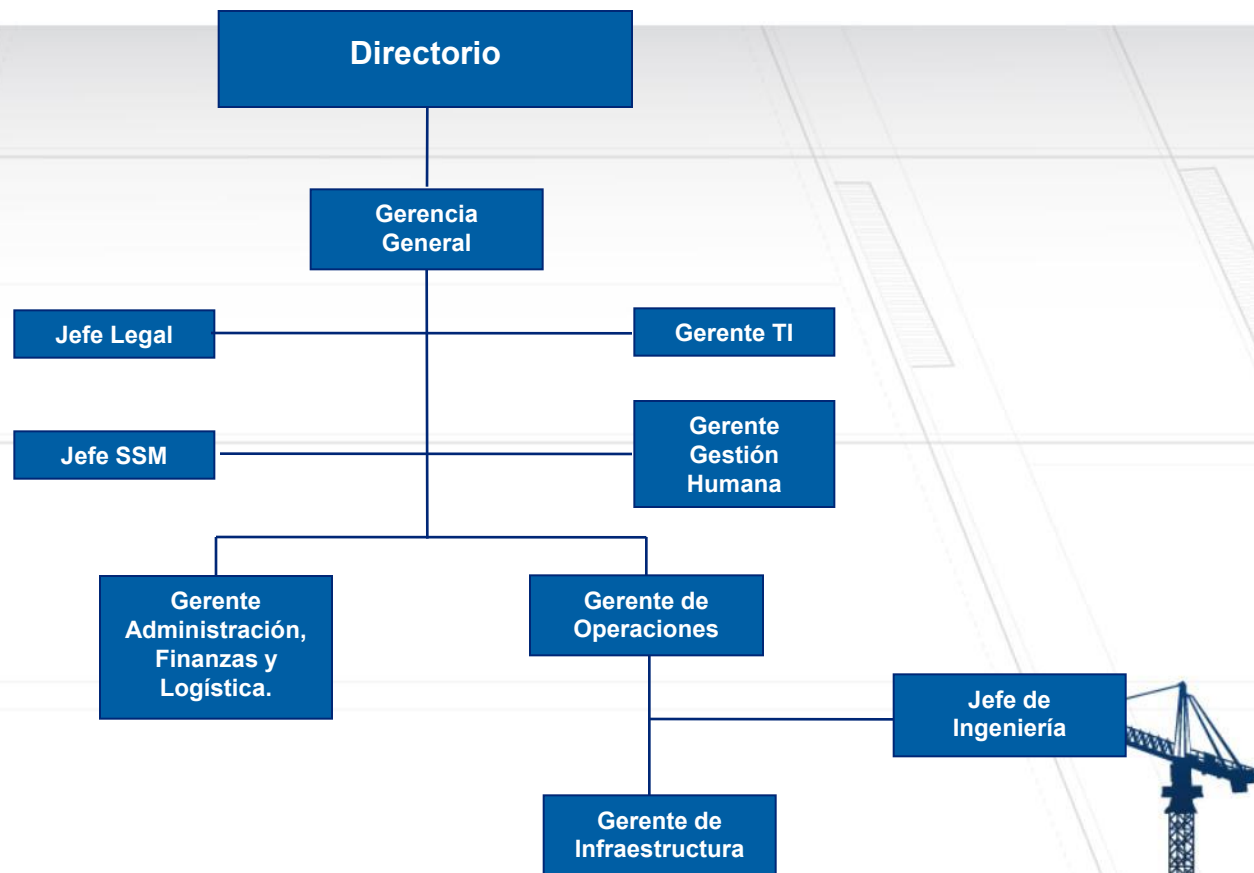 Directorio
Gerencia
General
Jefe Legal
Gerente TI
Jefe SSM
Gerente
Gestión
Humana
Gerente
Administración,
Finanzas y
Logística.
Gerente de
Operaciones
Jefe de
Ingeniería
Gerente de
Infraestructura